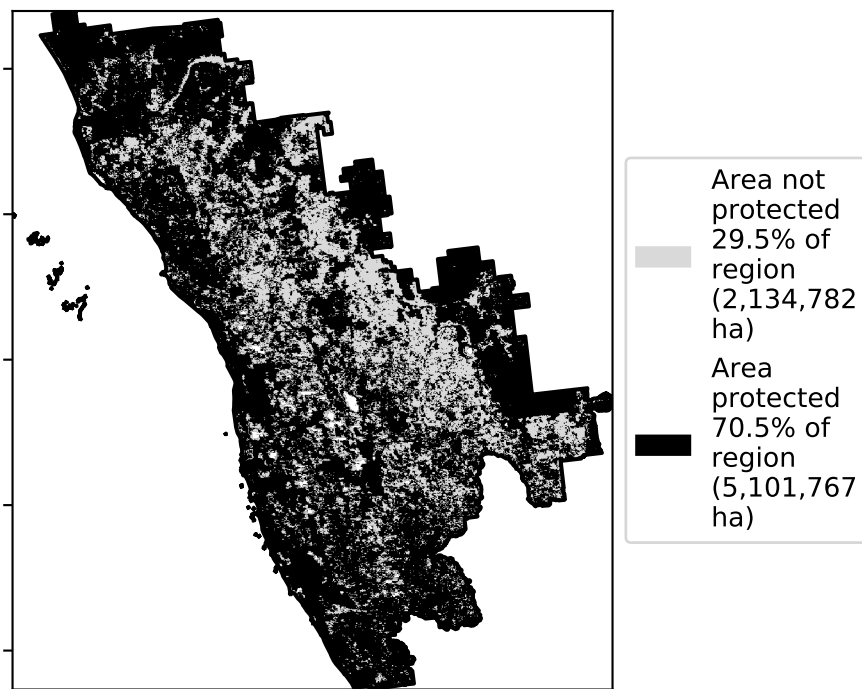 Area not
protected
29.5% of
region
(2,134,782
ha)
Area
protected
70.5% of
region
(5,101,767
ha)